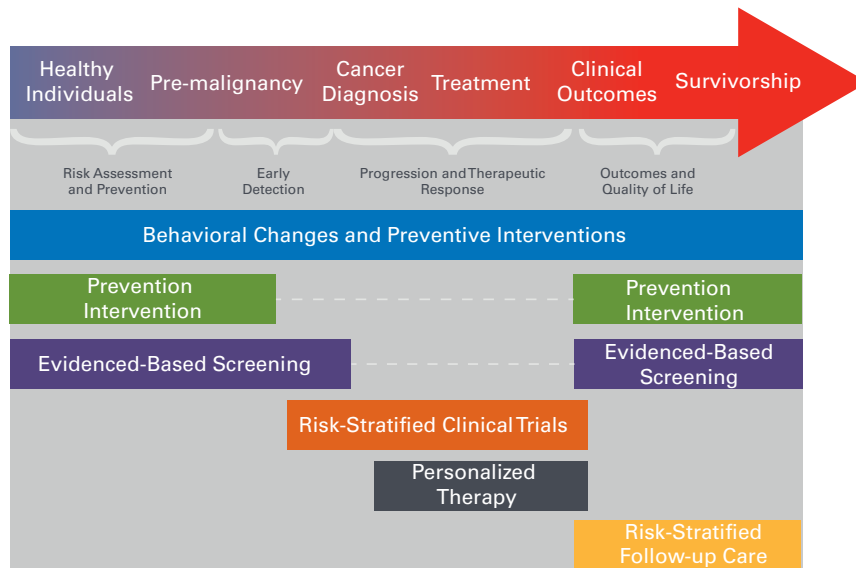 Healthy
Individuals
Pre-malignancy
Cancer
Diagnosis
Treatment
Clinical
Outcomes
Survivorship
Risk Assessment
and Prevention
Early
Detection
Progression and Therapeutic
Response
Outcomes and
Quality of Life
Behavioral Changes and Preventive Interventions
Prevention
Intervention
Prevention
Intervention
Evidenced-Based Screening
Evidenced-Based
Screening
Risk-Stratified Clinical Trials
Personalized
Therapy
Risk-Stratified
Follow-up Care